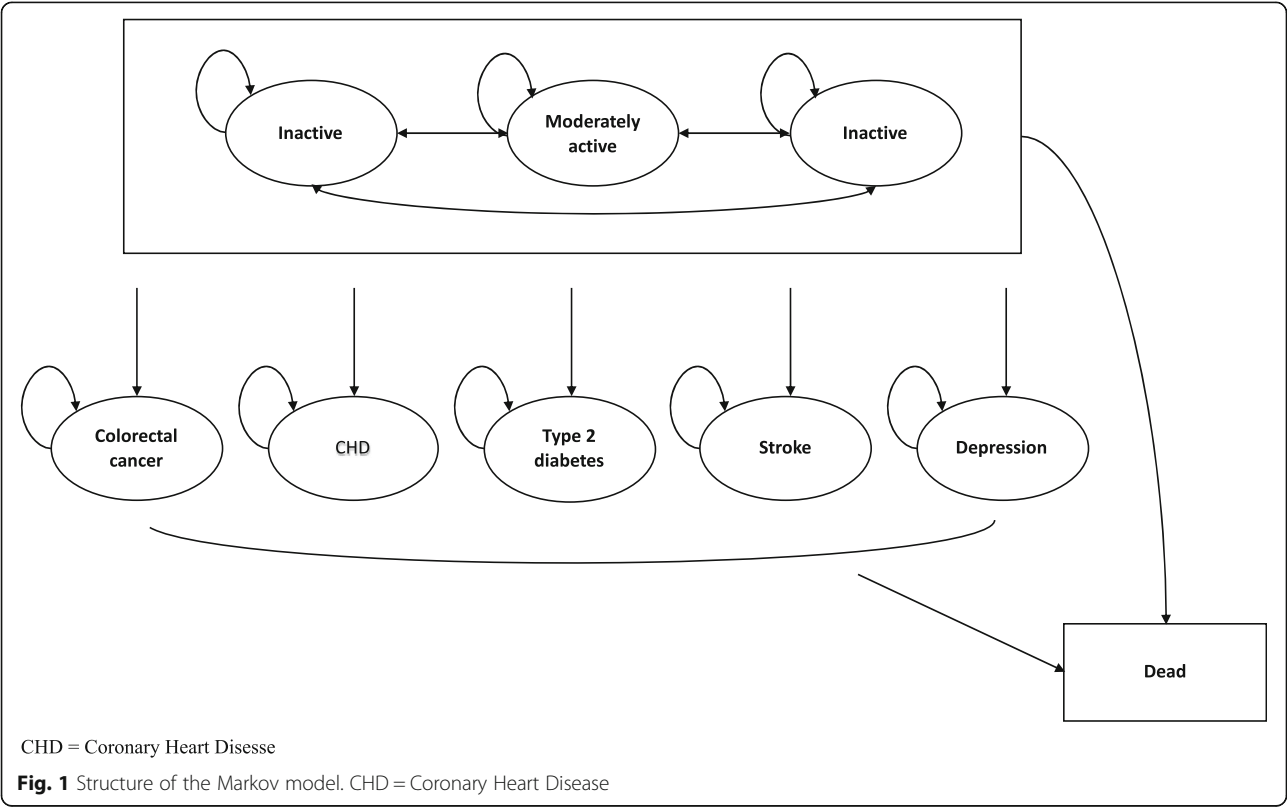 Inactive
Moderately
active
Inactive
Colorectal
cancer
CHD
Type 2
diabetes
Stroke
Depression
Dead
CHD = Coronary Heart Disesse
Fig. 1 Structure of the Markov model. CHD = Coronary Heart Disease